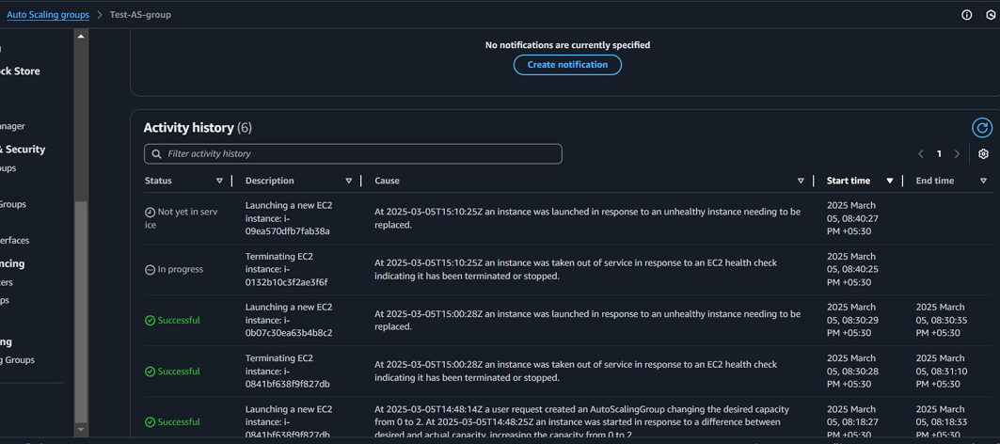 Auto Scaling groups > Test-AS-group
ck Store
anager
& Security
ups
Groups
erfaces
ncing
ers
ps
ng
g Groups
No notifications are currently specified
Create notification
Activity history (6)
Filter activity history
1
Status Description Cause Start time End time
Not yet in serv
ice
Launching a new EC2
instance: i-
09ea570dfb7fab38a
At 2025-03-05T15:10:25Z an instance was launched in response to an unhealthy instance needing to be
replaced.
2025 March
05, 08:40:27
PM +05:30
In progress
Terminating EC2
instance: i-
0132b10c3f2ae3f6f
At 2025-03-05T15:10:25Z an instance was taken out of service in response to an EC2 health check
indicating it has been terminated or stopped.
2025 March
05, 08:40:25
PM +05:30
Successful
Launching a new EC2
instance: i-
0b07c30ea63b4b8c2
At 2025-03-05T15:00:28Z an instance was launched in response to an unhealthy instance needing to be
replaced.
2025 March
05, 08:30:29
PM +05:30
2025 March
05, 08:30:35
PM +05:30
Successful
Terminating EC2
instance: i-
0841bf638f9f827db
At 2025-03-05T15:00:28Z an instance was taken out of service in response to an EC2 health check
indicating it has been terminated or stopped.
2025 March
05, 08:30:28
PM +05:30
2025 March
05, 08:31:10
PM +05:30
Successful
Launching a new EC2
instance: i-
0841bf638f9f827db
At 2025-03-05T14:48:14Z a user request created an AutoScalingGroup changing the desired capacity
from 0 to 2. At 2025-03-05T14:48:25Z an instance was started in response to a difference between
desired and actual capacity, increasing the capacity from 0 to 2.
2025 March
05, 08:18:27
PM +05:30
2025 March
05, 08:18:33
PM +05:30